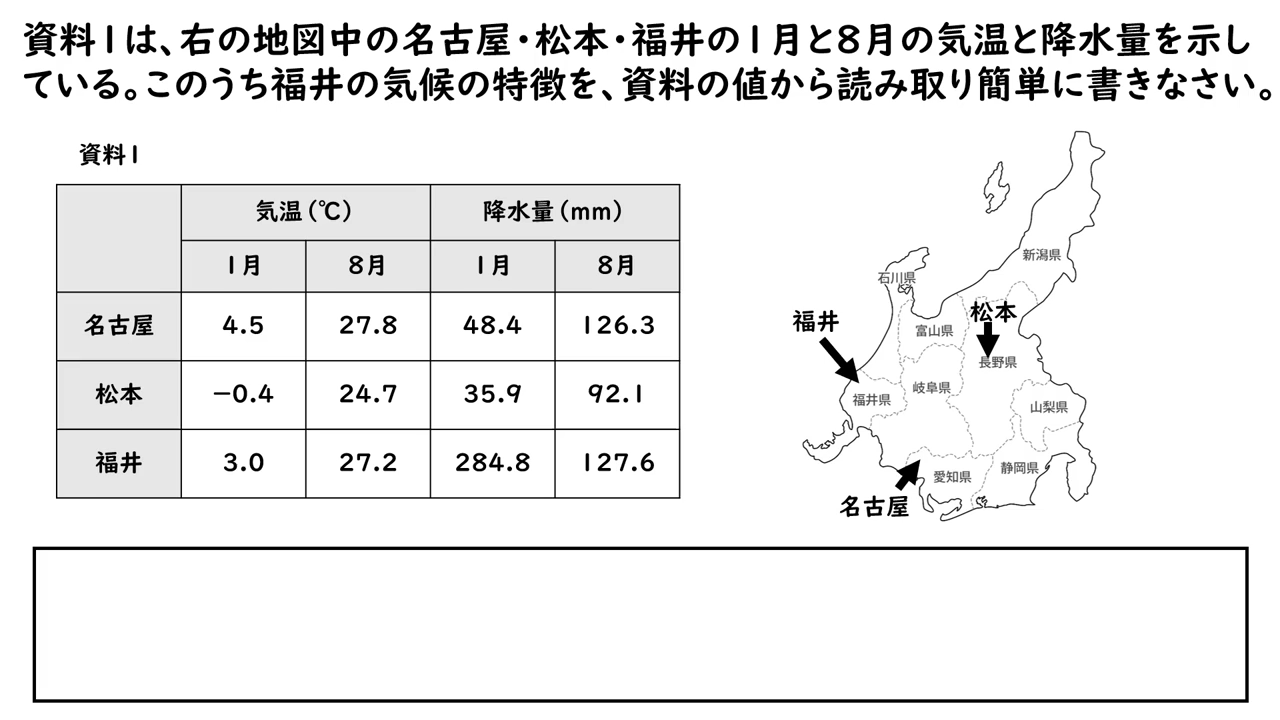 資料1は、右の地図中の名古屋・松本・福井の1月と8月の気温と降水量を示し
ている。このうち福井の気候の特徴を、資料の値から読み取り簡単に書きなさい。
資料1
気温(℃) 降水量(mm)
1月 8月 1月 8月
名古屋 4.5 27.8 48.4 126.3
松本 −0.4 24.7 35.9 92.1
福井 3.0 27.2 284.8 127.6
新潟県
石川県
松本
福井
富山県
長野県
岐阜県
福井県
山梨県
静岡県
愛知県
名古屋